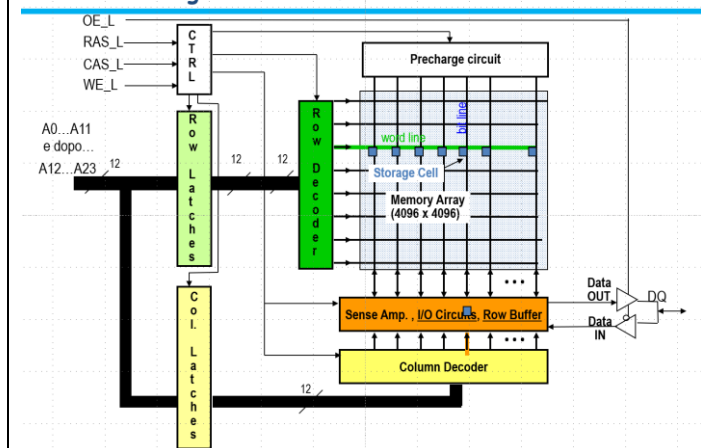 OE_L
RAS_L
CAS_L
WE_L
CTRL
Precharge circuit
A0...A11
e dopo...
A12...A23
12
Row Latches
12
12
Row Decoder
word line
bit line
Storage Cell
Memory Array
(4096 x 4096)
...
Sense Amp. , I/O Circuits, Row Buffer
Data
OUT
DQ
Data
IN
...
Column Decoder
Col. Latches
12
12